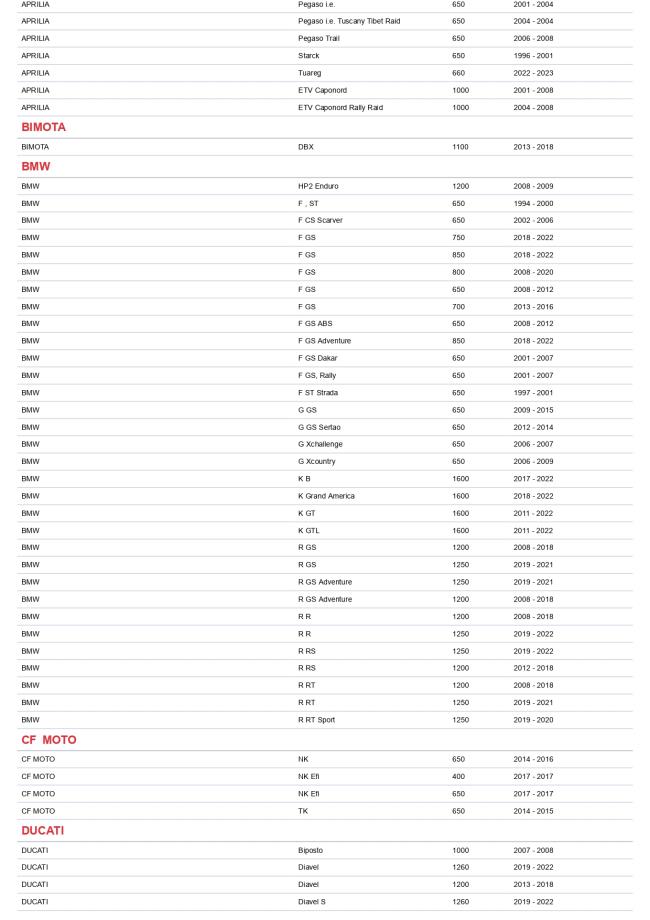 APRILIA Pegaso i.e. 650 2001 - 2004
APRILIA Pegaso i.e. Tuscany Tibet Raid 650 2004 - 2004
APRILIA Pegaso Trail 650 2006 - 2008
APRILIA Starck 650 1996 - 2001
APRILIA Tuareg 660 2022 - 2023
APRILIA ETV Caponord 1000 2001 - 2008
APRILIA ETV Caponord Rally Raid 1000 2004 - 2008
BIMOTA
BIMOTA DBX 1100 2013 - 2018
BMW
BMW HP2 Enduro 1200 2008 - 2009
BMW F , ST 650 1994 - 2000
BMW F CS Scarver 650 2002 - 2006
BMW F GS 750 2018 - 2022
BMW F GS 850 2018 - 2022
BMW F GS 800 2008 - 2020
BMW F GS 650 2008 - 2012
BMW F GS 700 2013 - 2016
BMW F GS ABS 650 2008 - 2012
BMW F GS Adventure 850 2018 - 2022
BMW F GS Dakar 650 2001 - 2007
BMW F GS, Rally 650 2001 - 2007
BMW F ST Strada 650 1997 - 2001
BMW G GS 650 2009 - 2015
BMW G GS Sertao 650 2012 - 2014
BMW G Xchallenge 650 2006 - 2007
BMW G Xcountry 650 2006 - 2009
BMW K B 1600 2017 - 2022
BMW K Grand America 1600 2018 - 2022
BMW K GT 1600 2011 - 2022
BMW K GTL 1600 2011 - 2022
BMW R GS 1200 2008 - 2018
BMW R GS 1250 2019 - 2021
BMW R GS Adventure 1250 2019 - 2021
BMW R GS Adventure 1200 2008 - 2018
BMW R R 1200 2008 - 2018
BMW R R 1250 2019 - 2022
BMW R RS 1250 2019 - 2022
BMW R RS 1200 2012 - 2018
BMW R RT 1200 2008 - 2018
BMW R RT 1250 2019 - 2021
BMW R RT Sport 1250 2019 - 2020
CF MOTO
CF MOTO NK 650 2014 - 2016
CF MOTO NK Efi 400 2017 - 2017
CF MOTO NK Efi 650 2017 - 2017
CF MOTO TK 650 2014 - 2015
DUCATI
DUCATI Biposto 1000 2007 - 2008
DUCATI Diavel 1260 2019 - 2022
DUCATI Diavel 1200 2013 - 2018
DUCATI Diavel S 1260 2019 - 2022